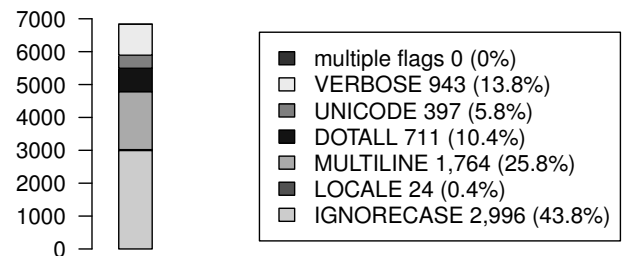 7000
6000
5000
4000
3000
2000
1000
0
multiple flags 0 (0%)
VERBOSE 943 (13.8%)
UNICODE 397 (5.8%)
DOTALL 711 (10.4%)
MULTILINE 1,764 (25.8%)
LOCALE 24 (0.4%)
IGNORECASE 2,996 (43.8%)